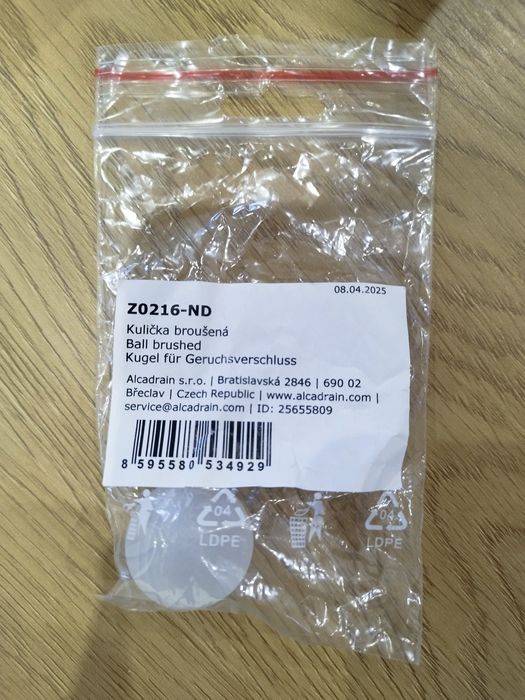 08.04.2025
Z0216-ND
Kulička broušená
Ball brushed
Kugel für Geruchsverschluss
Alcadrain s.r.o. | Bratislavská 2846 | 690 02
Břeclav | Czech Republic | www.alcadrain.com |
service@alcadrain.com | ID: 25655809
8 595580 534929
04 04
LDPE LDPE